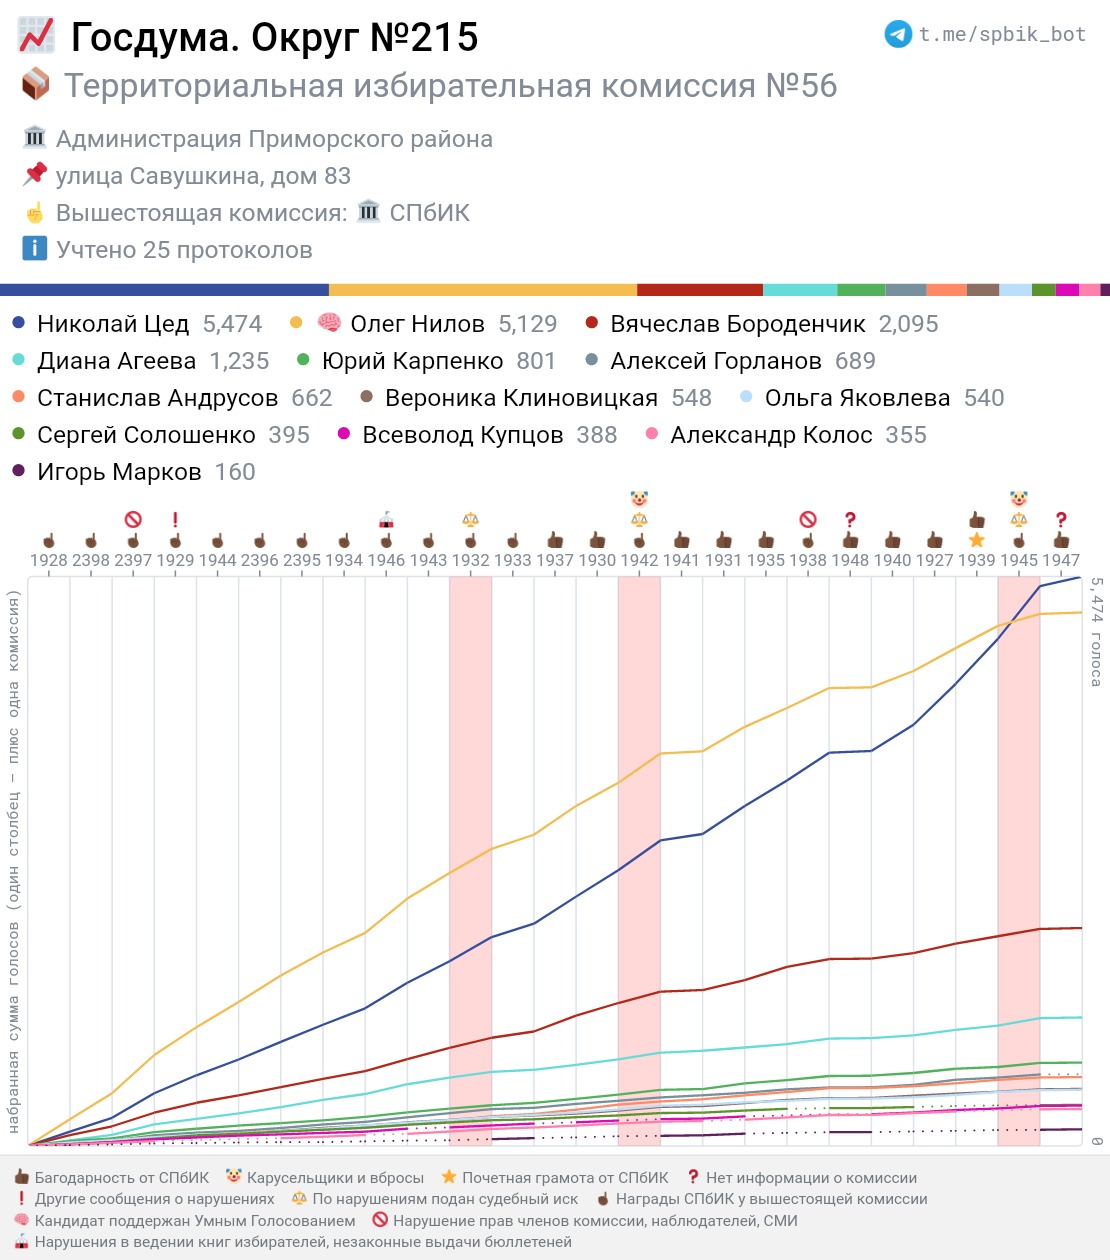 Госдума. Округ №215
t.me/spbik_bot
Территориальная избирательная комиссия №56
Администрация Приморского района
улица Савушкина, дом 83
Вышестоящая комиссия: СПбИК
Учтено 25 протоколов
Николай Цед 5,474 Олег Нилов 5,129 Вячеслав Бороденчик 2,095
Диана Агеева 1,235 Юрий Карпенко 801 Алексей Горланов 689
Станислав Андрусов 662 Вероника Клиновицкая 548 Ольга Яковлева 540
Сергей Солошенко 395 Всеволод Купцов 388 Александр Колос 355
Игорь Марков 160
1928 2398 2397 1929 1944 2396 2395 1934 1946 1943 1932 1933 1937 1930 1942 1941 1931 1935 1938 1948 1940 1927 1939 1945 1947
набранная сумма голосов (один столбец — плюс одна комиссия)
5,474 голоса
0
Багодарность от СПбИК Карусельщики и вбросы Почетная грамота от СПбИК Нет информации о комиссии
Другие сообщения о нарушениях По нарушениям подан судебный иск Награды СПбИК у вышестоящей комиссии
Кандидат поддержан Умным Голосованием Нарушение прав членов комиссии, наблюдателей, СМИ
Нарушения в ведении книг избирателей, незаконные выдачи бюллетеней